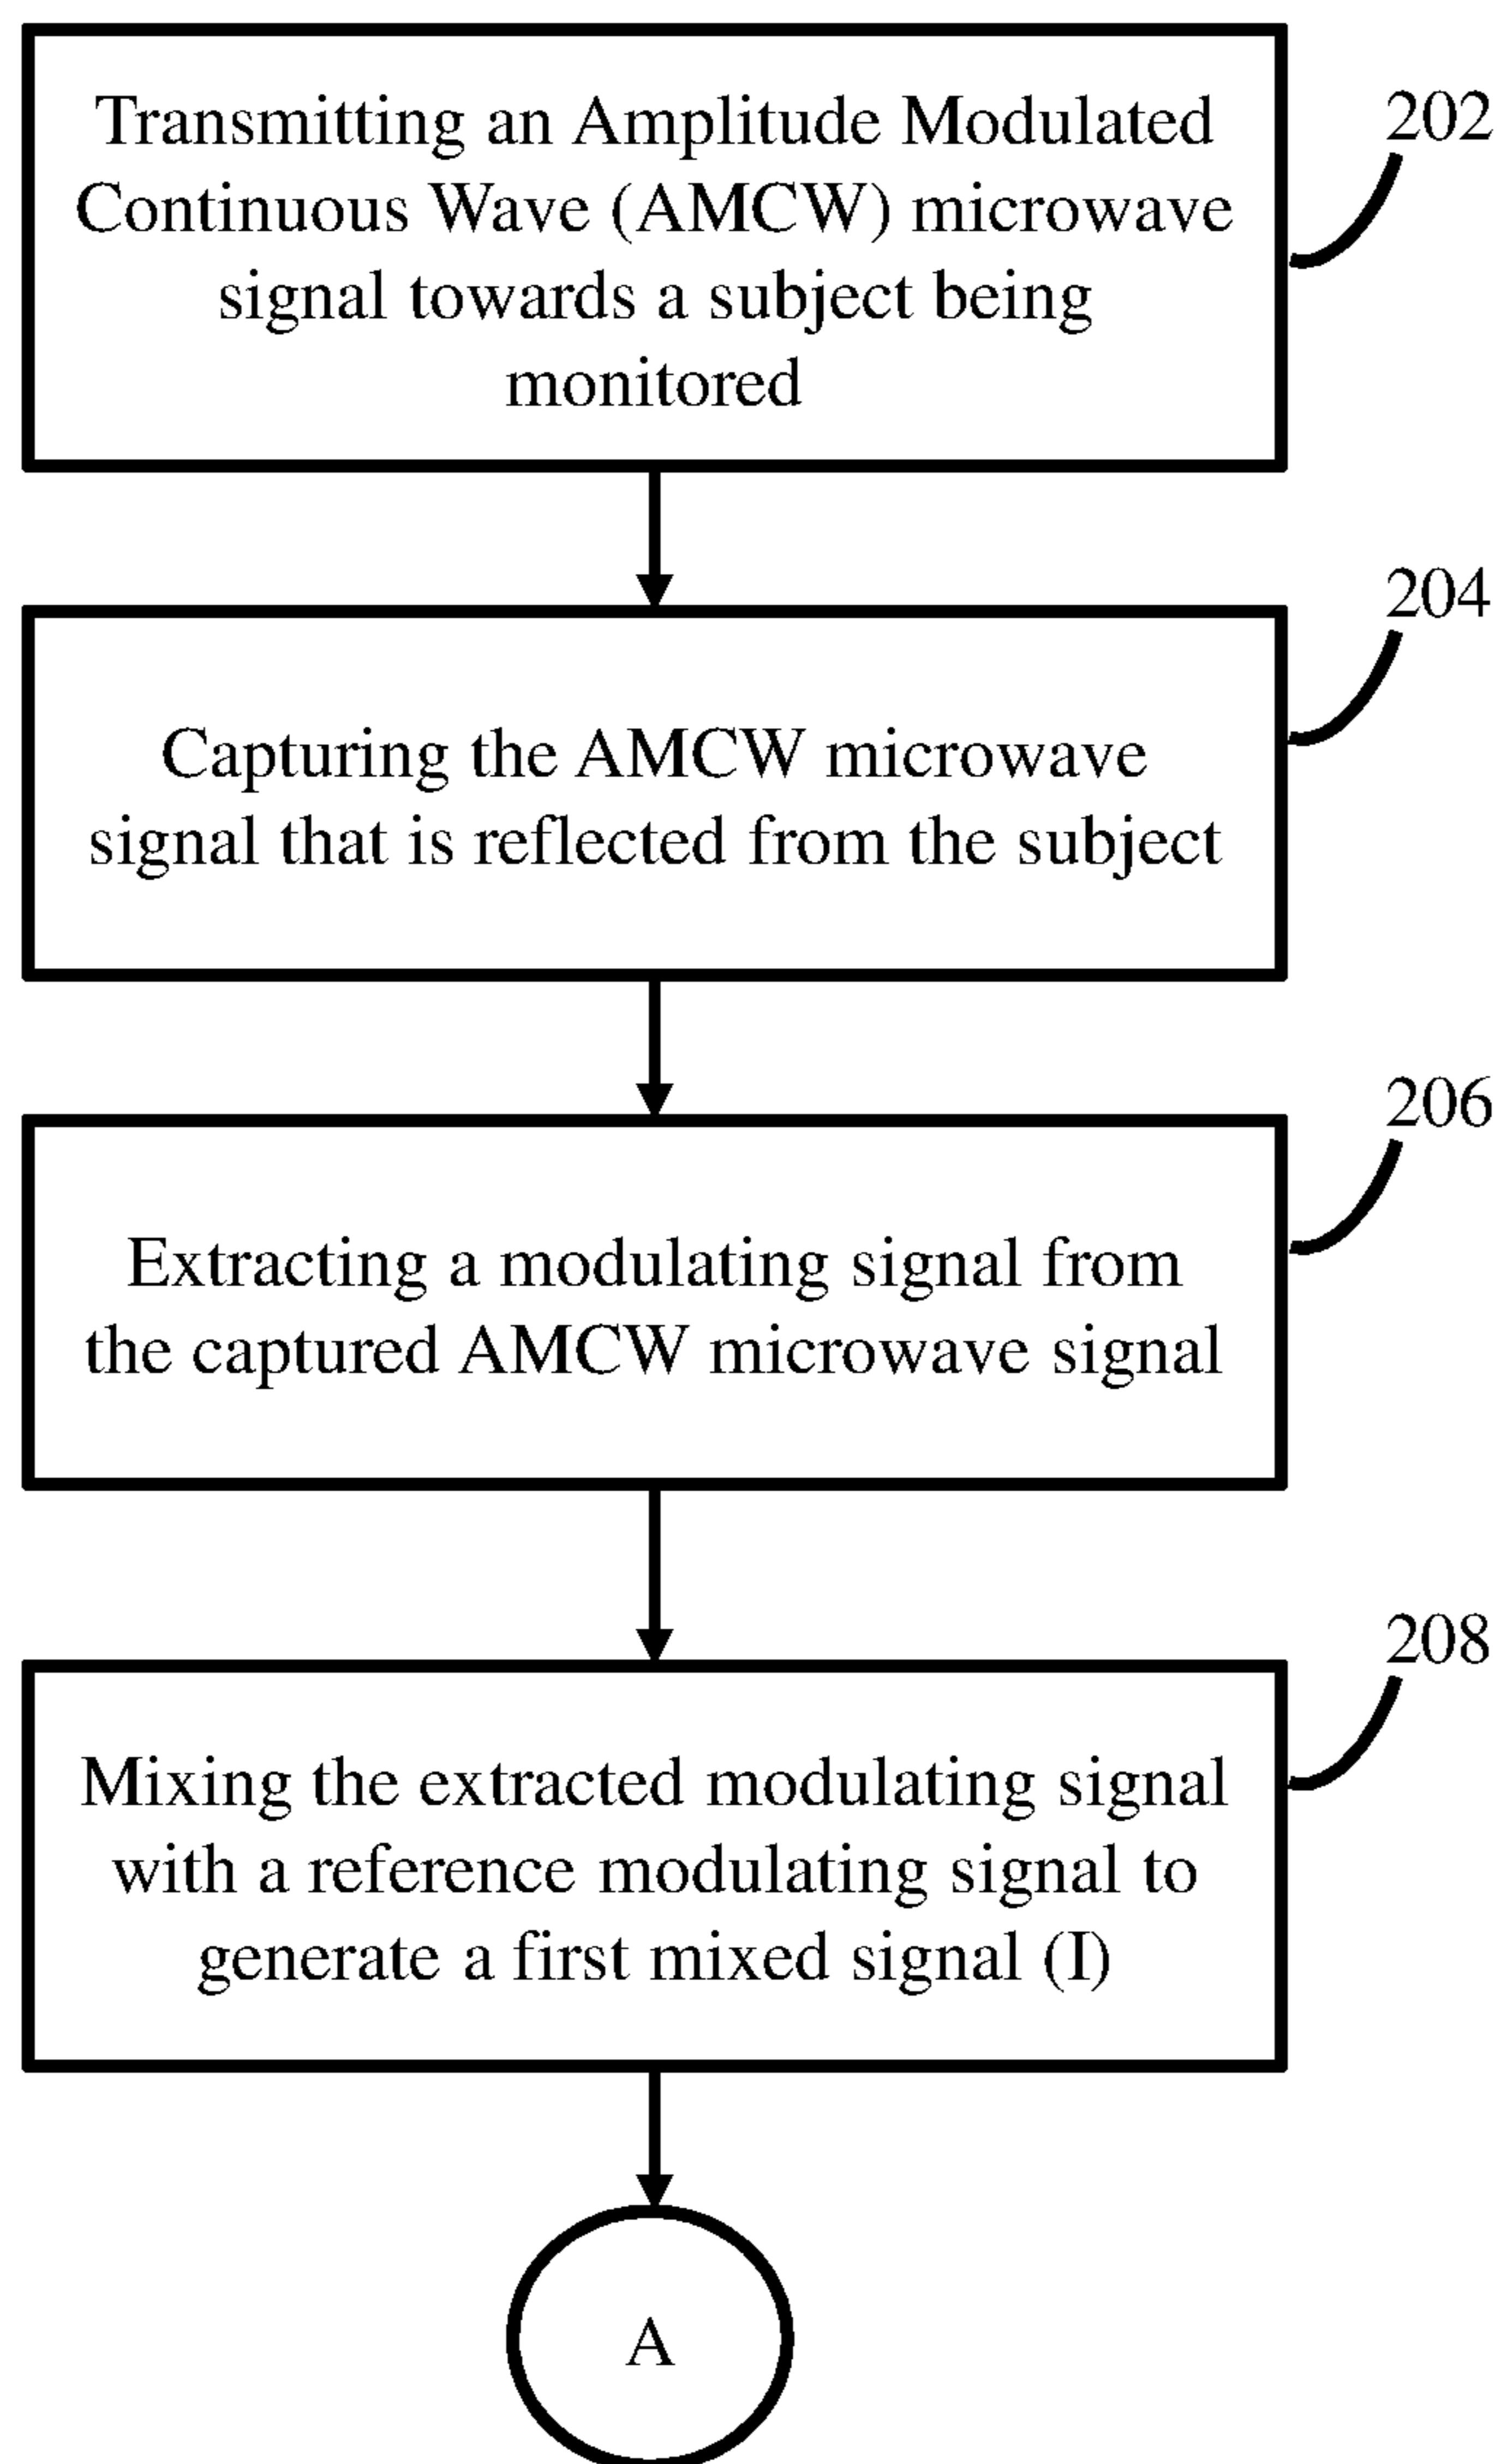 Transmitting an Amplitude Modulated
Continuous Wave (AMCW) microwave
signal towards a subject being
monitored
202
Capturing the AMCW microwave
signal that is reflected from the subject
204
Extracting a modulating signal from
the captured AMCW microwave signal
206
Mixing the extracted modulating signal
with a reference modulating signal to
generate a first mixed signal (I)
208
A